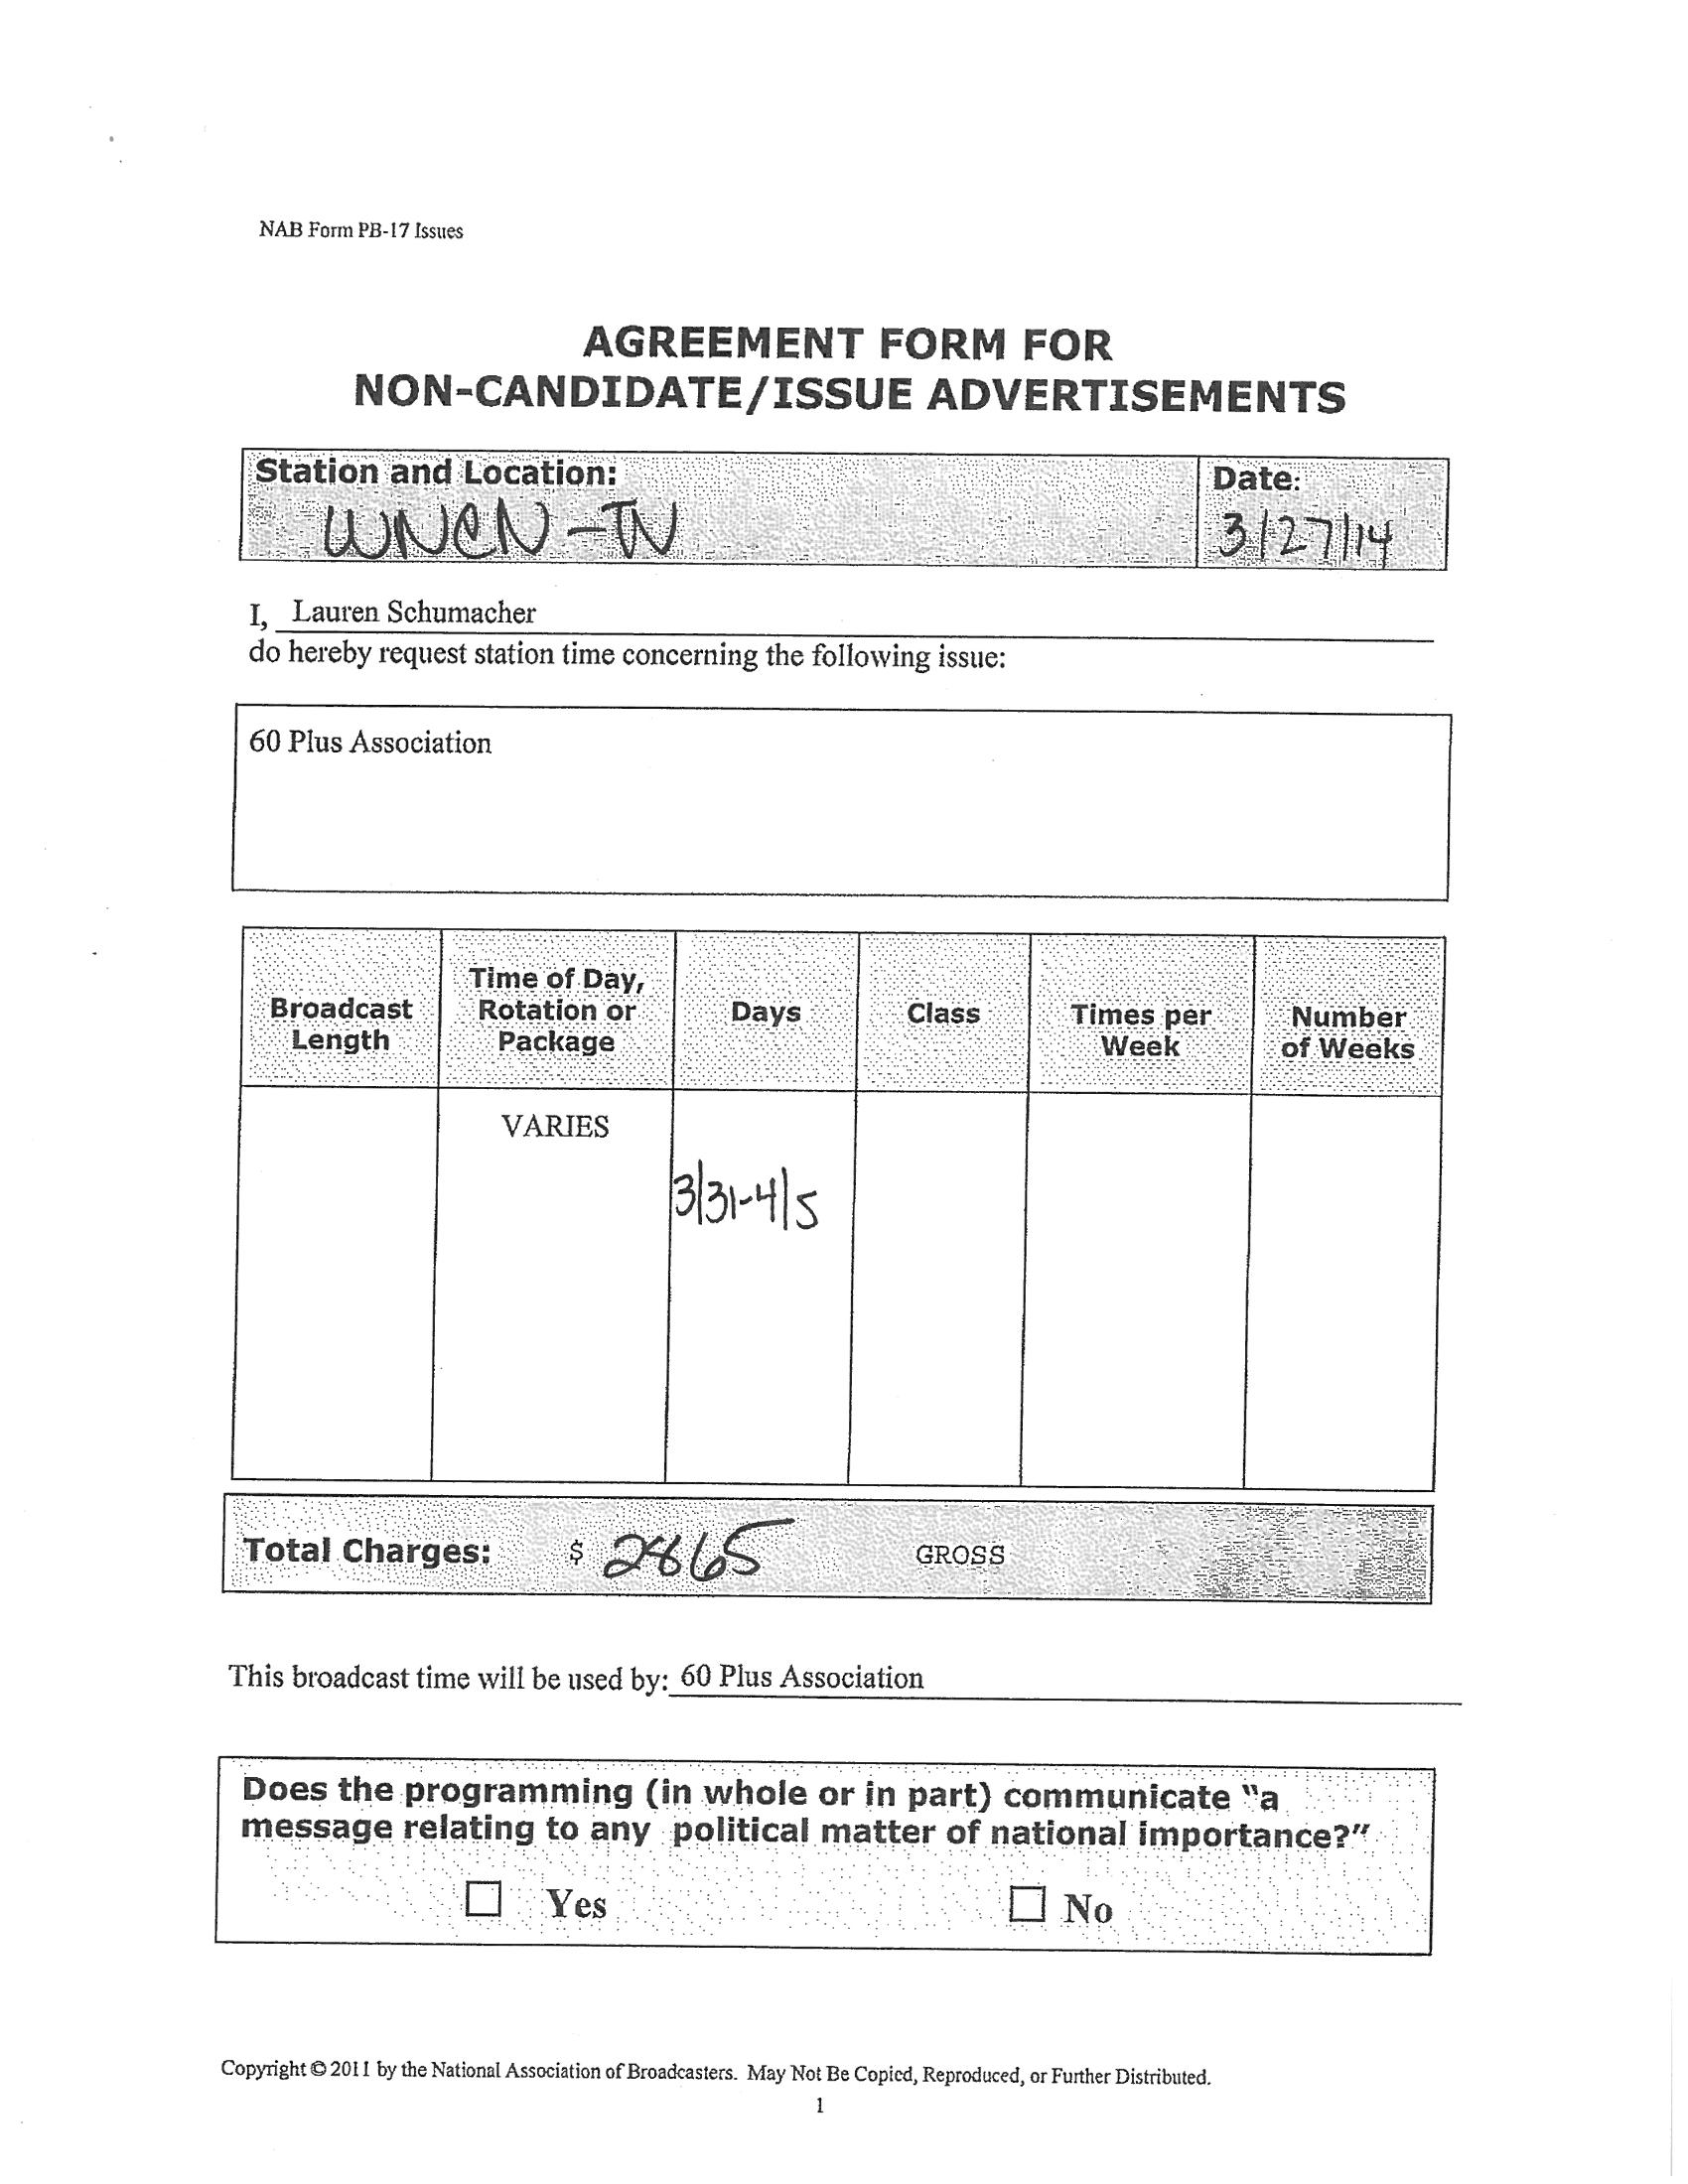 NAB Form PB-17 Issues
AGREEMENT FORM FOR
NON-CANDIDATE/ISSUE ADVERTISEMENTS
Station and Location:
WNCN-TV
Date:
3/27/14
I, Lauren Schumacher
do hereby request station time concerning the following issue:
60 Plus Association
Broadcast
Length
Time of Day,
Rotation or
Package
Days
Class
Times per
Week
Number
of Weeks
VARIES
3/31-4/5
Total Charges: $ 2865 GROSS
This broadcast time will be used by: 60 Plus Association
Does the programming (in whole or in part) communicate “a
message relating to any political matter of national importance?”
Yes
No
Copyright © 2011 by the National Association of Broadcasters. May Not Be Copied, Reproduced, or Further Distributed.
1